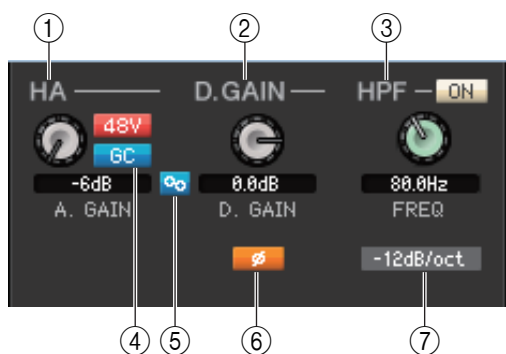 ① ② ③
HA D.GAIN HPF ON
48V
GC
-6dB 0.0dB 80.0Hz
A. GAIN D. GAIN FREQ
ø -12dB/oct
④ ⑤ ⑥ ⑦